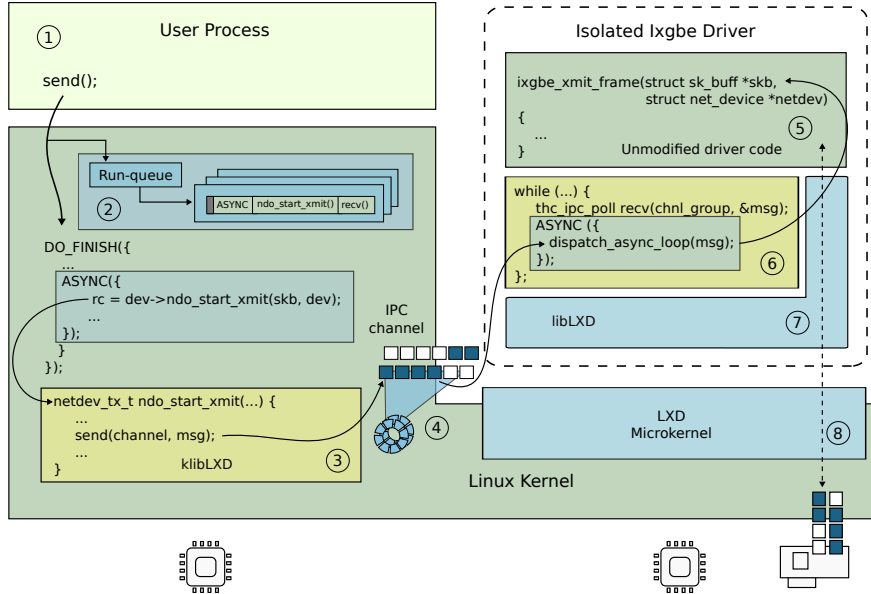 1
User Process
send();
Run-queue
2
ASYNC
ndo_start_xmit()
recv()
DO_FINISH({
...
ASYNC({
rc = dev->ndo_start_xmit(skb, dev);
...
});
}
});
netdev_tx_t ndo_start_xmit(...) {
...
send(channel, msg);
...
}
klibLXD
3
IPC
channel
4
Isolated Ixgbe Driver
ixgbe_xmit_frame(struct sk_buff *skb,
struct net_device *netdev)
{
...
}
Unmodified driver code
5
while (...) {
thc_ipc_poll recv(chnl_group, &msg);
ASYNC ({
dispatch_async_loop(msg);
});
};
6
libLXD
7
LXD
Microkernel
8
Linux Kernel